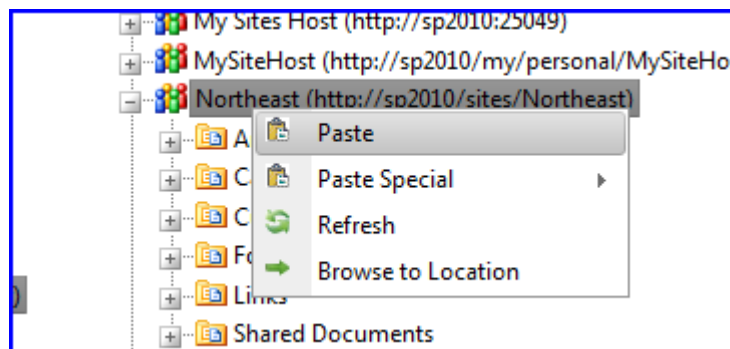 My Sites Host (http://sp2010:25049)
MySiteHost (http://sp2010/my/personal/MySiteHo
Northeast (http://sp2010/sites/Northeast)
A
Paste
C
Paste Special
C
Refresh
Fo
Browse to Location
)
Links
Shared Documents